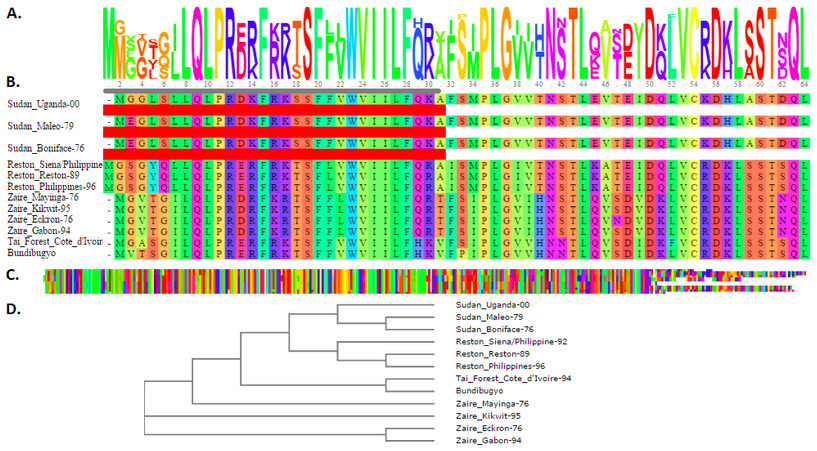 A.
B.
2 4 6 8 10 12 14 16 18 20 22 24 26 28 30 32 34 36 38 40 42 44 46 48 50 52 54 56 58 60 62 64
Sudan_Uganda-00 - M G G L S L L Q L P R D K F R K S S F F V W V I I L F Q K A F S M P L G V V T N S T L E V T E I D Q L V C K D H L A S T D Q L
Sudan_Maleo-79 - M E G L S L L Q L P R D K F R K S S F F V W V I I L F Q K A F S M P L G V V T N S T L E V T E I D Q L V C K D H L A S T D Q L
Sudan_Boniface-76 - M E G L S L L Q L P R D K F R K S S F F V W V I I L F Q K A F S M P L G V V T N S T L E V T E I D Q L V C K D H L A S T D Q L
Reston_Siena/Philippine M G S G Y Q L L Q L P R E R F R K T S F L V W V I I L F Q R A I S M P L G I V T N S T L K A T E I D Q L V C R D K L S S T S Q L
Reston_Reston-89 M G S G Y Q L L Q L P R E R F R K T S F L V W V I I L F Q R A I S M P L G I V T N S T L K A T E I D Q L V C R D K L S S T S Q L
Reston_Philippines-96 M G S G Y Q L L Q L P R E R F R K T S F L V W V I I L F Q R A I S M P L G I V T N S T L K A T E I D Q L V C R D K L S S T N Q L
Zaire_Mayinga-76 - M G V T G I L Q L P R D R F K R T S F F L W V I I L F Q R T F S I P L G V I H N S T L Q V S D V D K L V C R D K L S S T N Q L
Zaire_Kikwit-95 - M G V T G I L Q L P R D R F K R T S F F L W V I I L F Q R T F S I P L G V I H N S T L Q V S D V D K L V C R D K L S S T N Q L
Zaire_Eckron-76 - M G V T G I L Q L P R D R F K R T S F F L W V I I L F Q R T F S I P L G V I H N S T L Q V N D V D K L V C R D K L S S T N Q L
Zaire_Gabon-94 - M G V T G I L Q L P R D R F K R T S F F L W V I I L F Q R T F S I P L G V I H N S T L Q V S D V D K L V C R D K L S S T N Q L
Tai_Forest_Cote_d'Ivoir - M G A S G I L Q L P R E R F R K T S F F V W V I I L F H K V F S I P L G V V H N N T L Q V S D I D K F V C R D K L S S T S Q L
Bundibugyo - M V T S G I L Q L P R E R F R K T S F F V W V I I L F H K V F P I P L G V V H N N T L Q V S D I D K L V C R D K L S S T S Q L
C.
D.
Sudan_Uganda-00
Sudan_Maleo-79
Sudan_Boniface-76
Reston_Siena/Philippine-92
Reston_Reston-89
Reston_Philippines-96
Tai_Forest_Cote_d'Ivoire-94
Bundibugyo
Zaire_Mayinga-76
Zaire_Kikwit-95
Zaire_Eckron-76
Zaire_Gabon-94